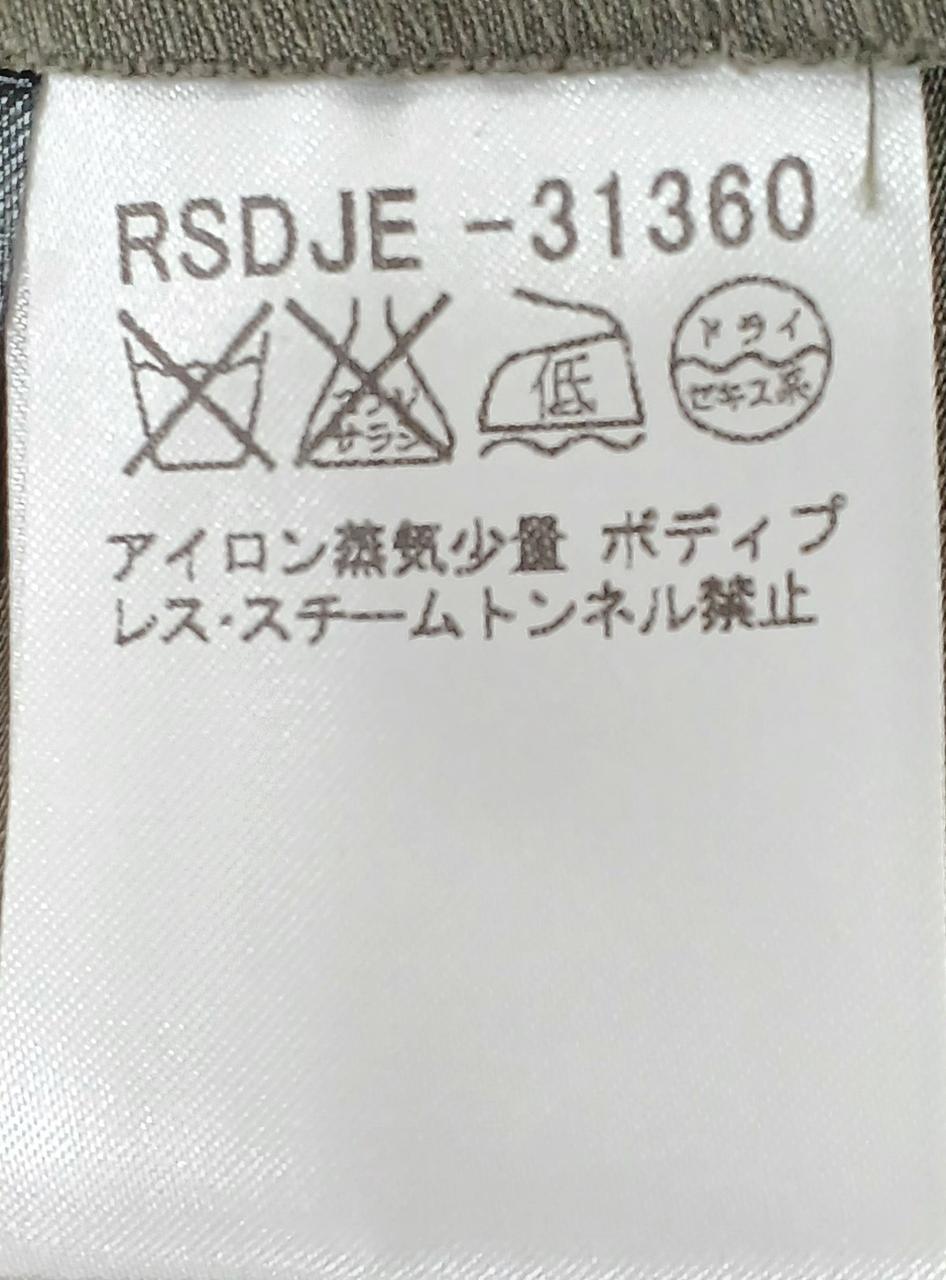 RSDJE -31360
エンソ
サラシ
低
ドライ
セキユ系
アイロン蒸気少量 ボディプ
レス・スチームトンネル禁止